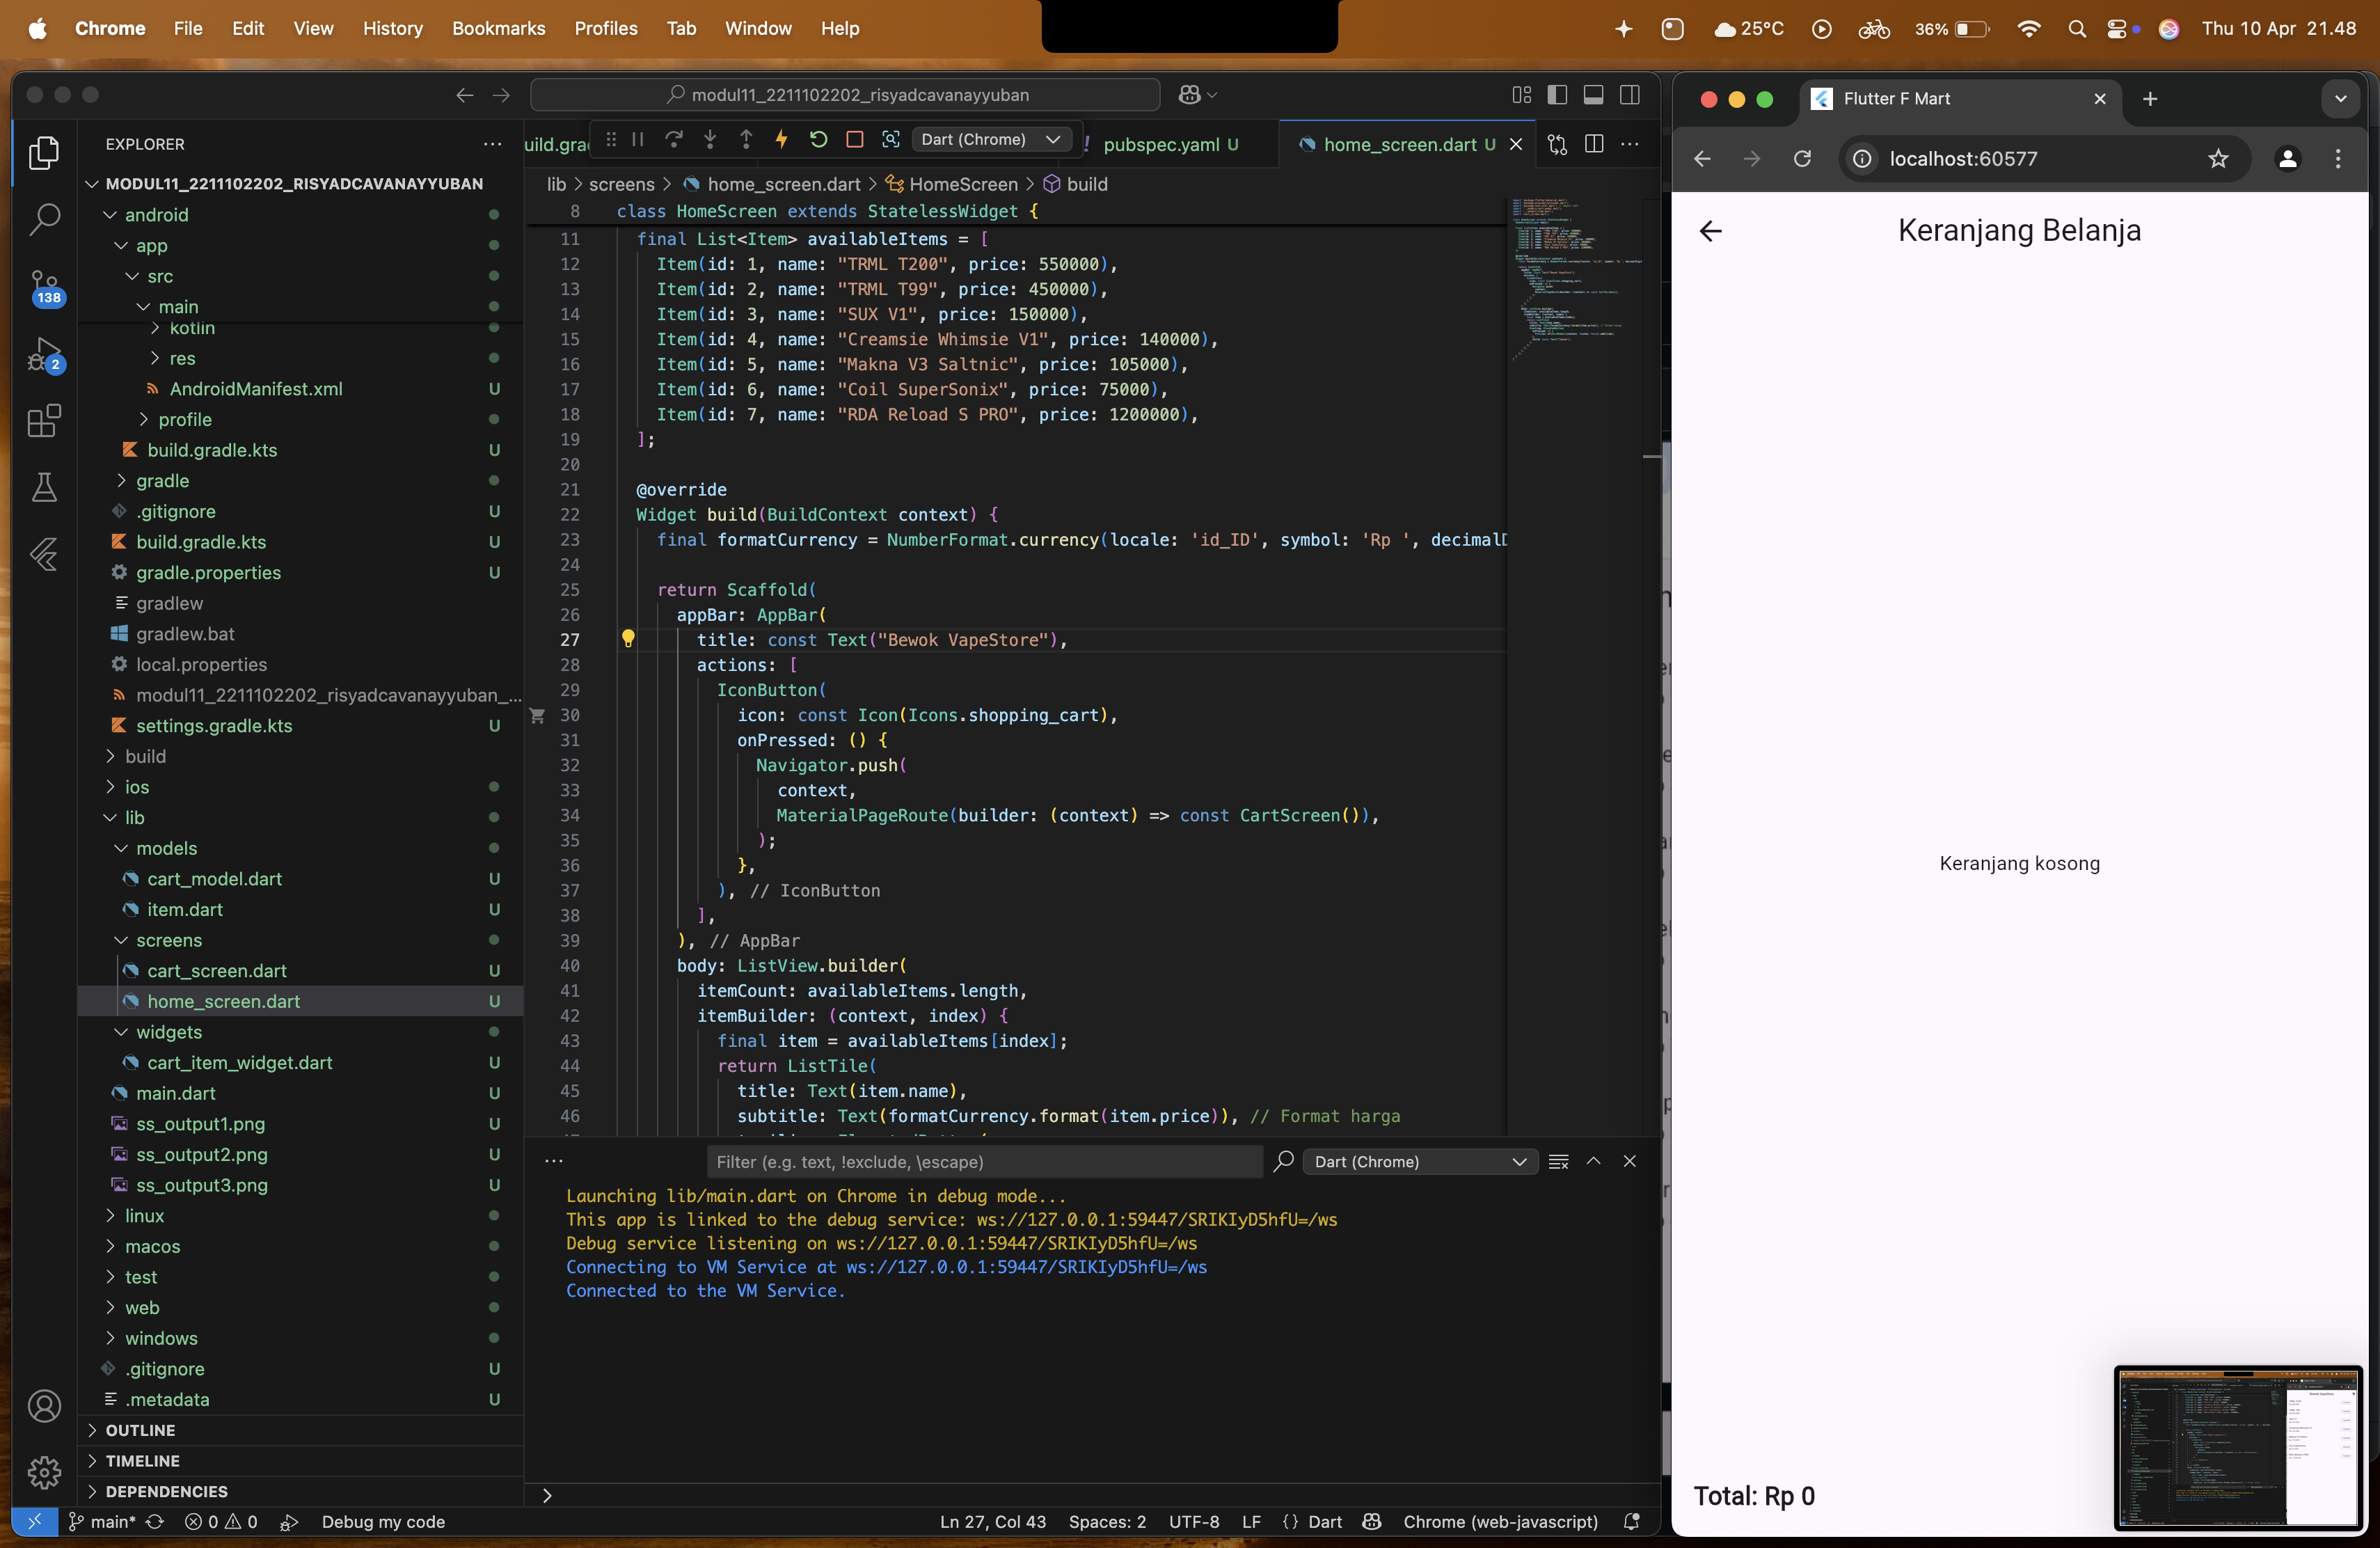 Chrome File Edit View History Bookmarks Profiles Tab Window Help 25°C 36% Thu 10 Apr 21.48
modul11_2211102202_risyadcavanayyuban
EXPLORER
MODUL11_2211102202_RISYADCAVANAYYUBAN
android
app
src
main
kotlin
res
AndroidManifest.xml U
profile
build.gradle.kts U
gradle
.gitignore U
build.gradle.kts U
gradle.properties U
gradlew
gradlew.bat
local.properties
modul11_2211102202_risyadcavanayyuban_...
settings.gradle.kts U
build
ios
lib
models
cart_model.dart U
item.dart U
screens
cart_screen.dart U
home_screen.dart U
widgets
cart_item_widget.dart U
main.dart U
ss_output1.png U
ss_output2.png U
ss_output3.png U
linux
macos
test
web
windows
.gitignore U
.metadata U
OUTLINE
TIMELINE
DEPENDENCIES
138
2
uild.gra Dart (Chrome) ! pubspec.yaml U home_screen.dart U
lib > screens > home_screen.dart > HomeScreen > build
8 class HomeScreen extends StatelessWidget {
11 final List<Item> availableItems = [
12 Item(id: 1, name: "TRML T200", price: 550000),
13 Item(id: 2, name: "TRML T99", price: 450000),
14 Item(id: 3, name: "SUX V1", price: 150000),
15 Item(id: 4, name: "Creamsie Whimsie V1", price: 140000),
16 Item(id: 5, name: "Makna V3 Saltnic", price: 105000),
17 Item(id: 6, name: "Coil SuperSonix", price: 75000),
18 Item(id: 7, name: "RDA Reload S PRO", price: 1200000),
19 ];
20
21 @override
22 Widget build(BuildContext context) {
23 final formatCurrency = NumberFormat.currency(locale: 'id_ID', symbol: 'Rp ', decimalD
24
25 return Scaffold(
26 appBar: AppBar(
27 title: const Text("Bewok VapeStore"),
28 actions: [
29 IconButton(
30 icon: const Icon(Icons.shopping_cart),
31 onPressed: () {
32 Navigator.push(
33 context,
34 MaterialPageRoute(builder: (context) => const CartScreen()),
35 );
36 },
37 ), // IconButton
38 ],
39 ), // AppBar
40 body: ListView.builder(
41 itemCount: availableItems.length,
42 itemBuilder: (context, index) {
43 final item = availableItems[index];
44 return ListTile(
45 title: Text(item.name),
46 subtitle: Text(formatCurrency.format(item.price)), // Format harga
Filter (e.g. text, !exclude, \escape) Dart (Chrome)
Launching lib/main.dart on Chrome in debug mode...
This app is linked to the debug service: ws://127.0.0.1:59447/SRIKIyD5hfU=/ws
Debug service listening on ws://127.0.0.1:59447/SRIKIyD5hfU=/ws
Connecting to VM Service at ws://127.0.0.1:59447/SRIKIyD5hfU=/ws
Connected to the VM Service.
main* 0 0 Debug my code Ln 27, Col 43 Spaces: 2 UTF-8 LF {} Dart Chrome (web-javascript)
Flutter F Mart
localhost:60577
Keranjang Belanja
Keranjang kosong
Total: Rp 0